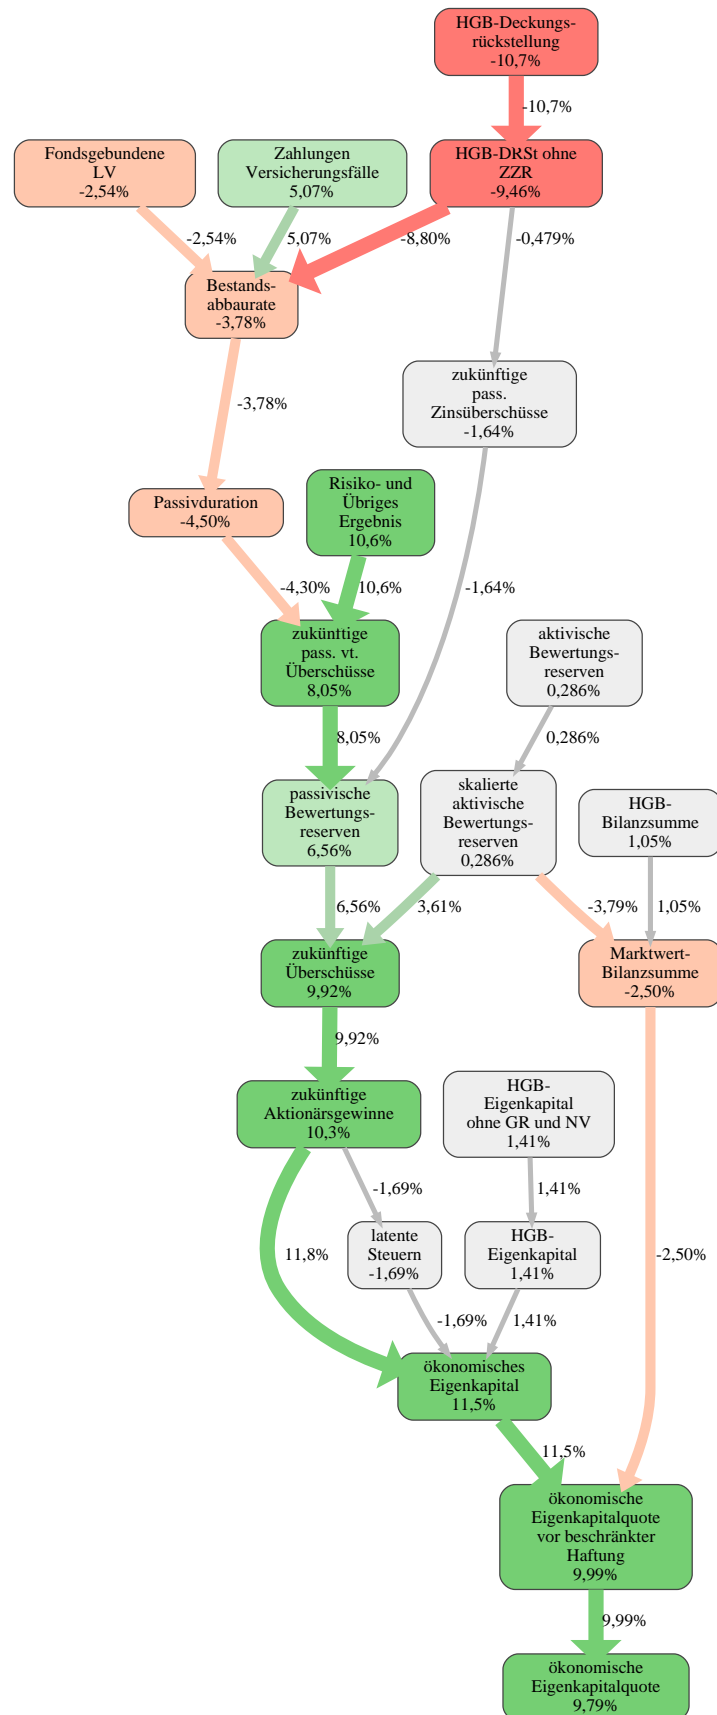 HGB-Deckungs-
rückstellung
-10,7%
-10,7%
Fondsgebundene
LV
-2,54%
Zahlungen
Versicherungsfälle
5,07%
HGB-DRSt ohne
ZZR
-9,46%
-2,54%
5,07%
-8,80%
-0,479%
Bestands-
abbaurate
-3,78%
zukünftige
pass.
Zinsüberschüsse
-1,64%
-3,78%
Passivduration
-4,50%
Risiko- und
Übriges
Ergebnis
10,6%
-4,30%
10,6%
-1,64%
zukünftige
pass. vt.
Überschüsse
8,05%
aktivische
Bewertungs-
reserven
0,286%
8,05%
0,286%
passivische
Bewertungs-
reserven
6,56%
skalierte
aktivische
Bewertungs-
reserven
0,286%
HGB-
Bilanzsumme
1,05%
6,56%
3,61%
-3,79%
1,05%
zukünftige
Überschüsse
9,92%
Marktwert-
Bilanzsumme
-2,50%
9,92%
zukünftige
Aktionärsgewinne
10,3%
HGB-
Eigenkapital
ohne GR und NV
1,41%
-1,69%
1,41%
11,8%
latente
Steuern
-1,69%
HGB-
Eigenkapital
1,41%
-2,50%
-1,69%
1,41%
ökonomisches
Eigenkapital
11,5%
11,5%
ökonomische
Eigenkapitalquote
vor beschränkter
Haftung
9,99%
9,99%
ökonomische
Eigenkapitalquote
9,79%